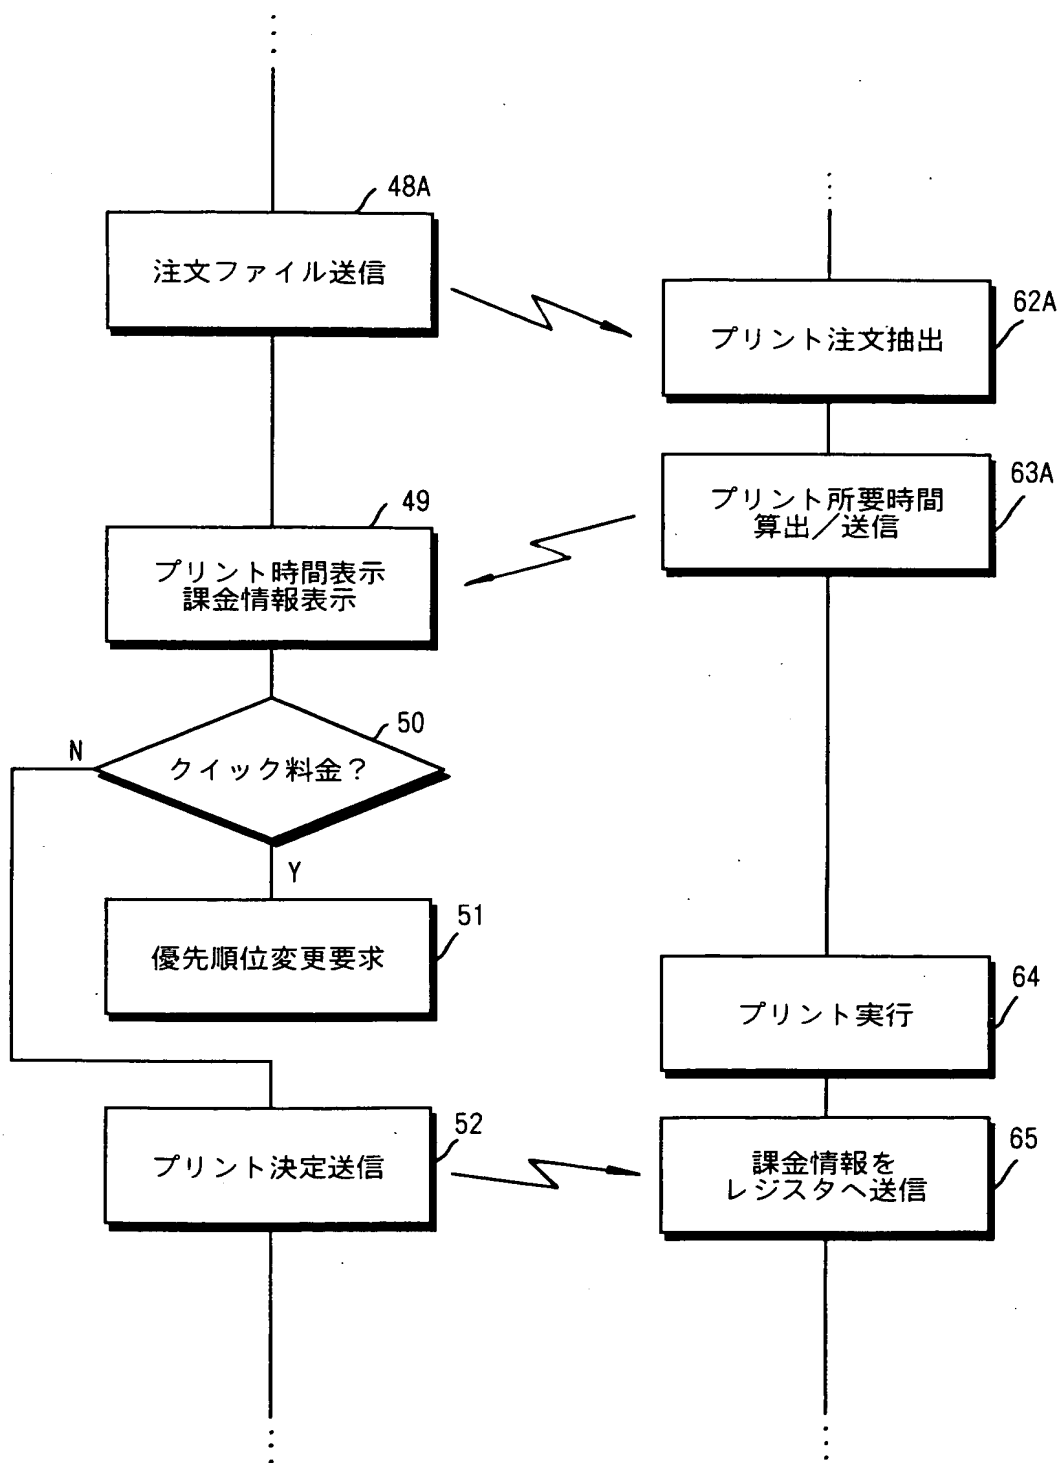 48A
注文ファイル送信
62A
プリント注文抽出
63A
プリント所要時間
算出／送信
49
プリント時間表示
課金情報表示
50
N
クイック料金？
Y
51
優先順位変更要求
64
プリント実行
52
プリント決定送信
65
課金情報を
レジスタへ送信